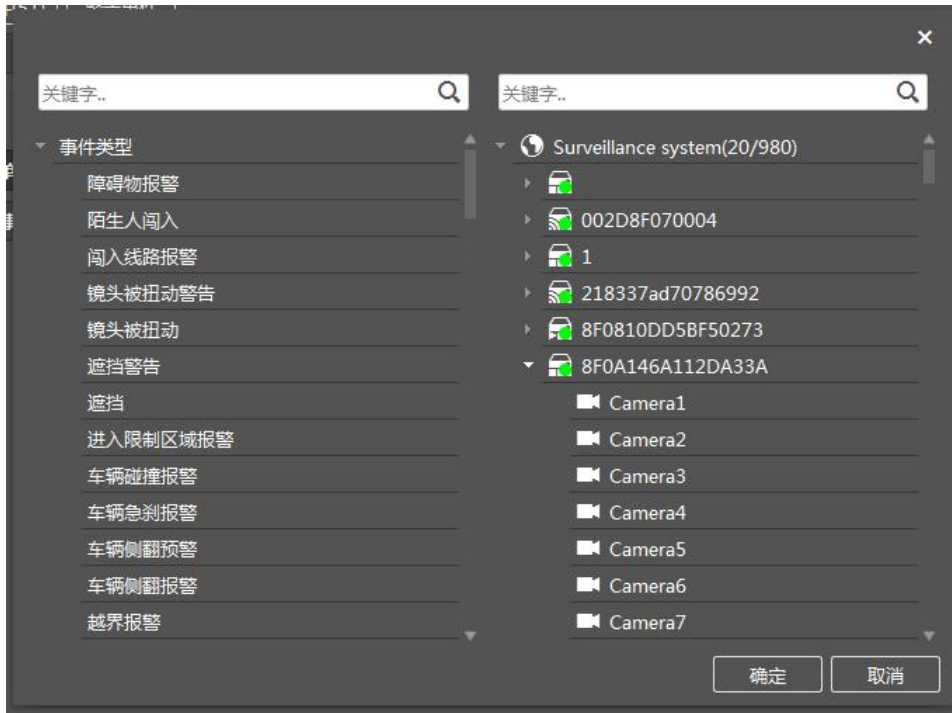 ×
关键字..
关键字..
事件类型
障碍物报警
陌生人闯入
闯入线路报警
镜头被扭动警告
镜头被扭动
遮挡警告
遮挡
进入限制区域报警
车辆碰撞报警
车辆急刹报警
车辆侧翻预警
车辆侧翻报警
越界报警
Surveillance system(20/980)
002D8F070004
1
218337ad70786992
8F0810DD5BF50273
8F0A146A112DA33A
Camera1
Camera2
Camera3
Camera4
Camera5
Camera6
Camera7
确定
取消